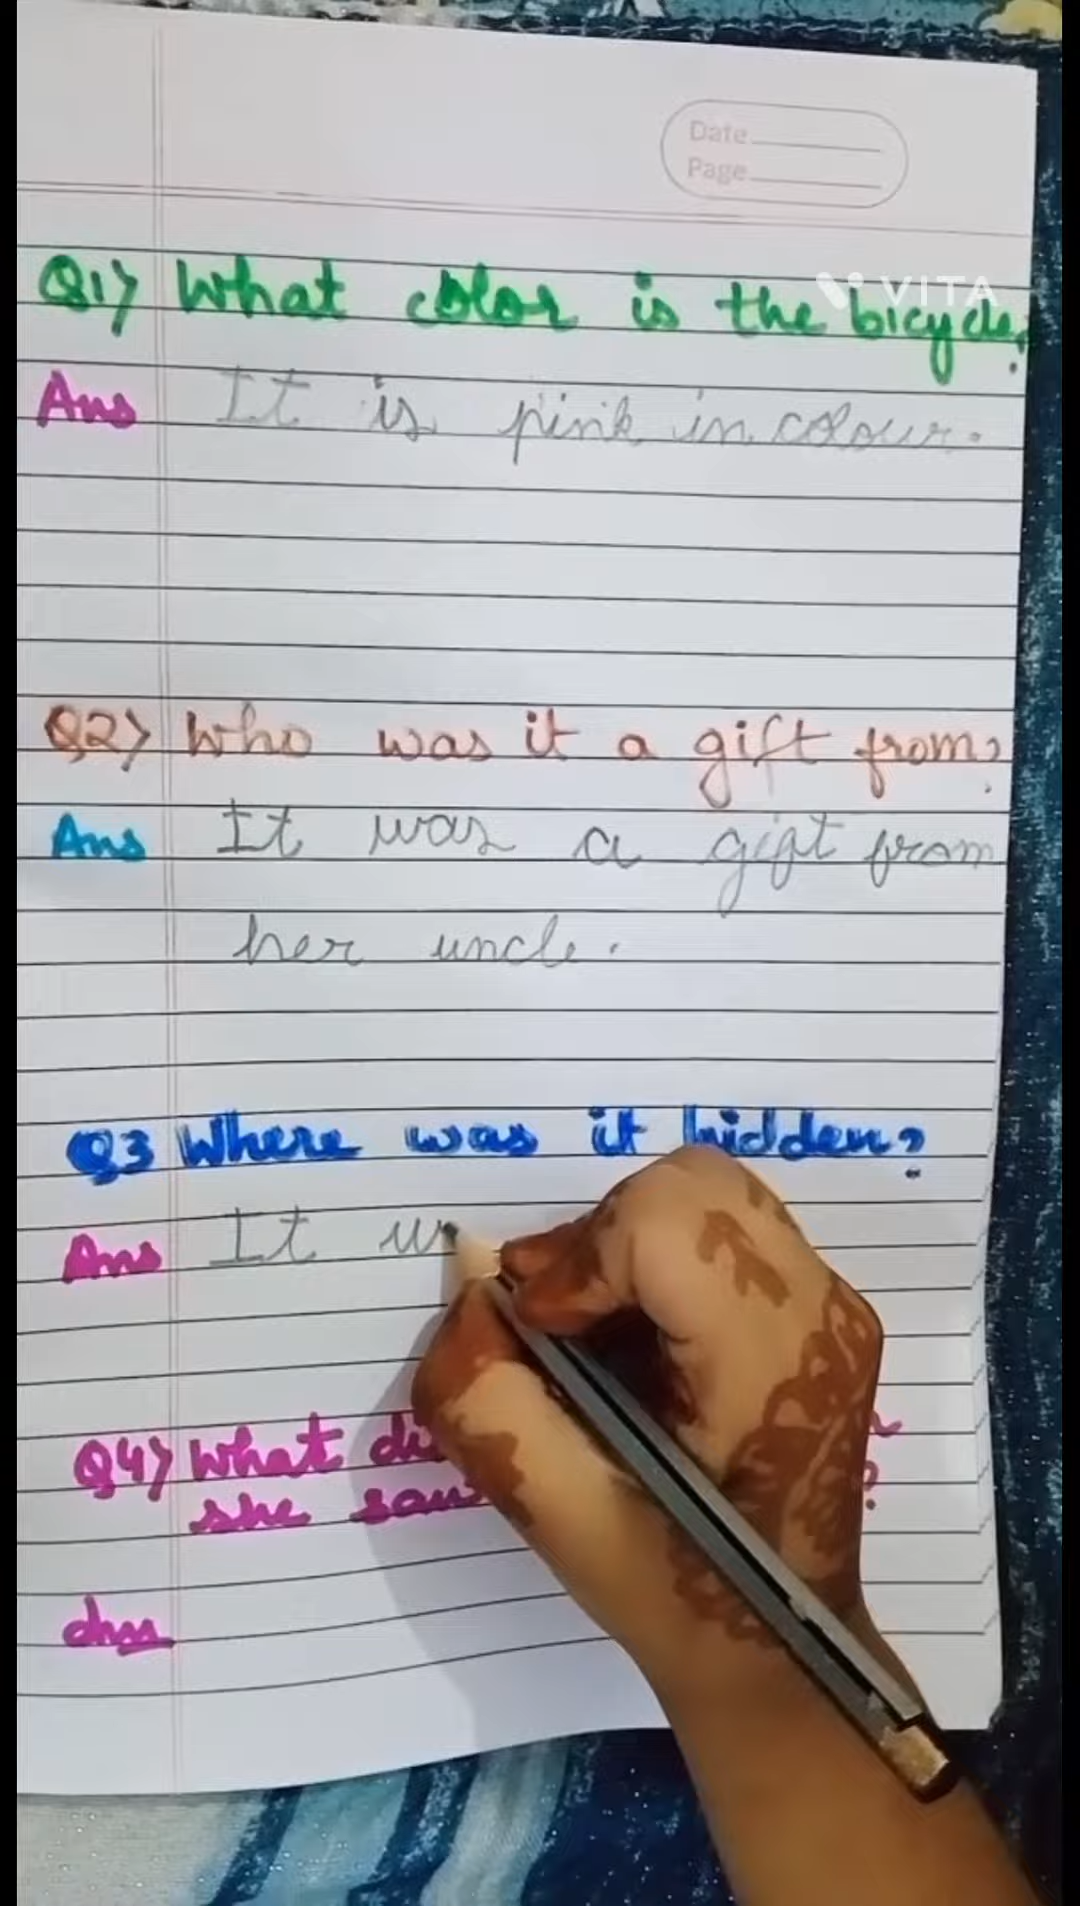 Date
Page
VITA
Q1) What color is the bicycle?
Ans It is pink in colour.
Q2) Who was it a gift from?
Ans It was a gift from
her uncle.
Q3 Where was it hidden?
Ans It
Q4) What
she saw ?
Ans